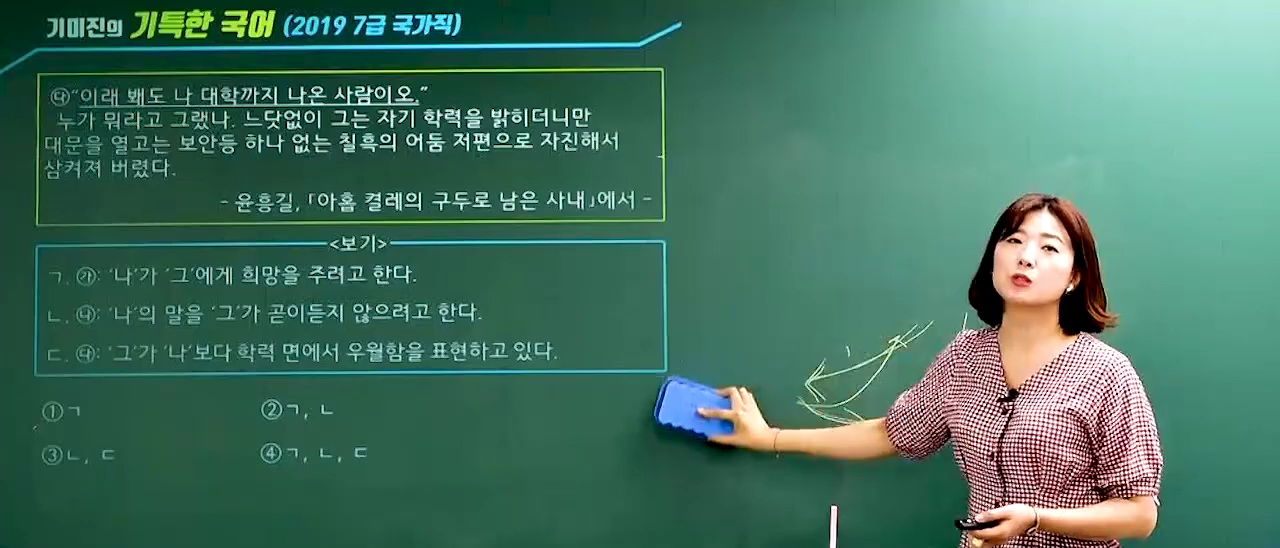 기미진의 기특한 국어 (2019 7급 국가직)
㉰“이래 봬도 나 대학까지 나온 사람이오.”
누가 뭐라고 그랬나. 느닷없이 그는 자기 학력을 밝히더니만
대문을 열고는 보안등 하나 없는 칠흑의 어둠 저편으로 자진해서
삼켜져 버렸다.
- 윤흥길, ｢아홉 켤레의 구두로 남은 사내｣에서 -
<보기>
ㄱ. ㉮: ‘나’가 ‘그’에게 희망을 주려고 한다.
ㄴ. ㉯: ‘나’의 말을 ‘그’가 곧이듣지 않으려고 한다.
ㄷ. ㉰: ‘그’가 ‘나’보다 학력 면에서 우월함을 표현하고 있다.
①ㄱ ②ㄱ, ㄴ
③ㄴ, ㄷ ④ㄱ, ㄴ, ㄷ